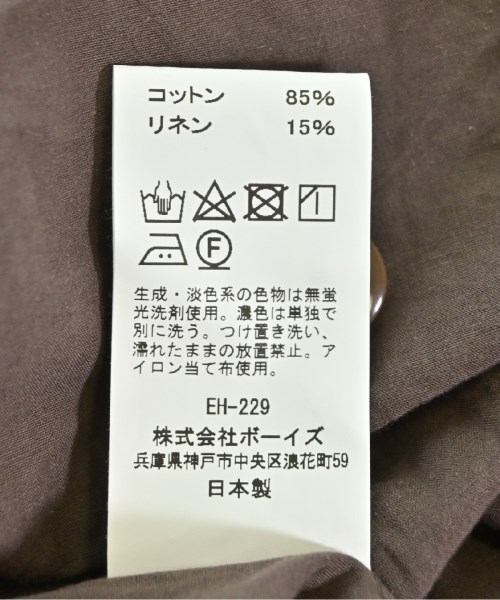 コットン 85%
リネン 15%
F
生成・淡色系の色物は無蛍
光洗剤使用。濃色は単独で
別に洗う。つけ置き洗い、
濡れたままの放置禁止。ア
イロン当て布使用。
EH-229
株式会社ボーイズ
兵庫県神戸市中央区浪花町59
日本製